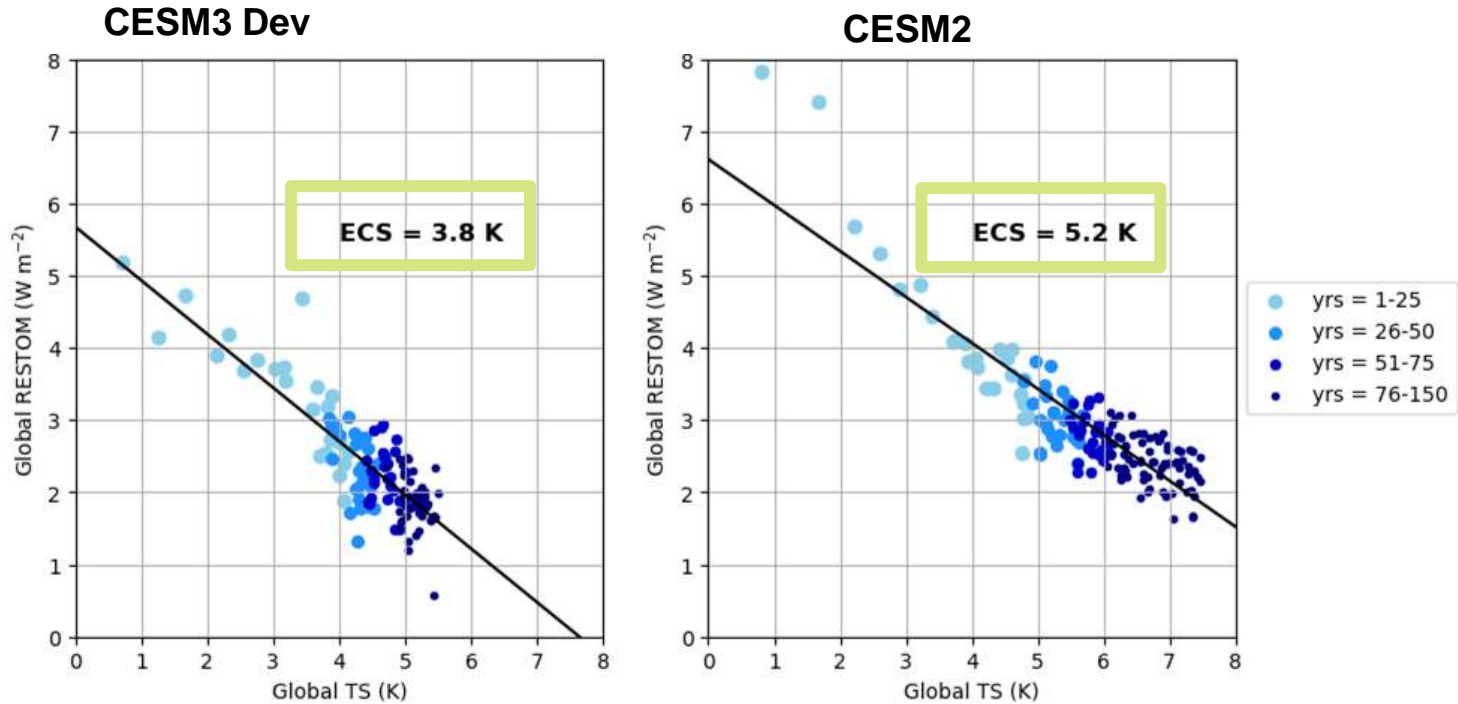 CESM3 Dev
CESM2
8
7
6
5
4
3
2
1
0
0 1 2 3 4 5 6 7 8
Global RESTOM (W m⁻²)
Global TS (K)
ECS = 3.8 K
8
7
6
5
4
3
2
1
0
0 1 2 3 4 5 6 7 8
Global RESTOM (W m⁻²)
Global TS (K)
ECS = 5.2 K
yrs = 1-25
yrs = 26-50
yrs = 51-75
yrs = 76-150